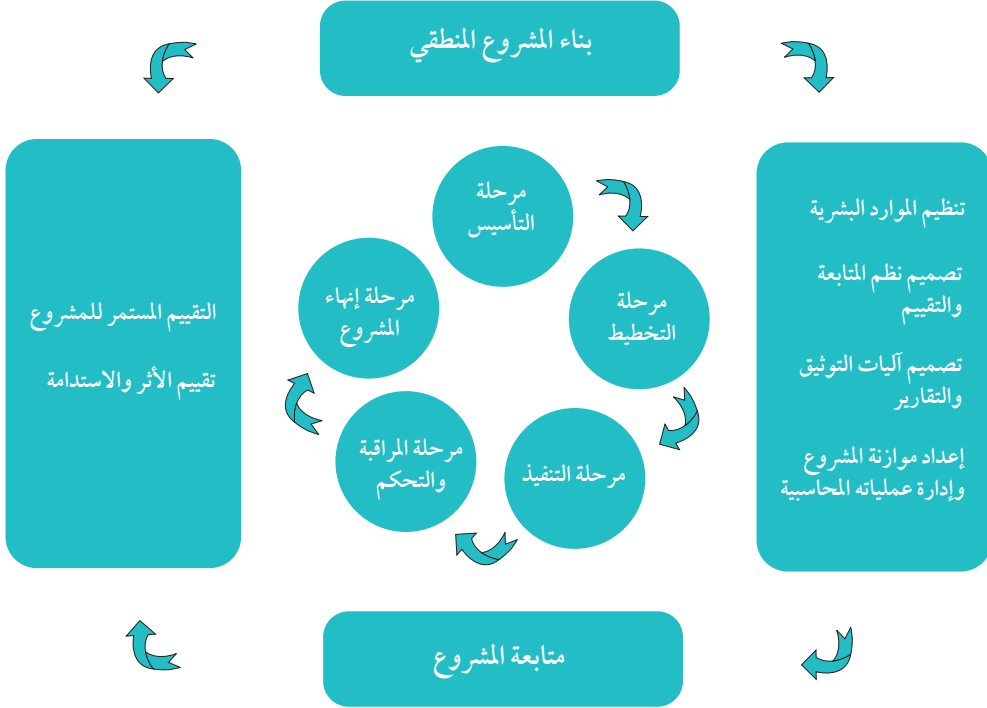 بناء المشروع المنطقي
تنظيم الموارد البشرية
تصميم نظم المتابعة
والتقييم
تصميم آليات التوثيق
والتقارير
إعداد موازنة المشروع
وإدارة عملياته المحاسبية
مرحلة
التأسيس
مرحلة
التخطيط
مرحلة التنفيذ
مرحلة المراقبة
والتحكم
مرحلة إنهاء
المشروع
التقييم المستمر للمشروع
تقييم الأثر والاستدامة
متابعة المشروع